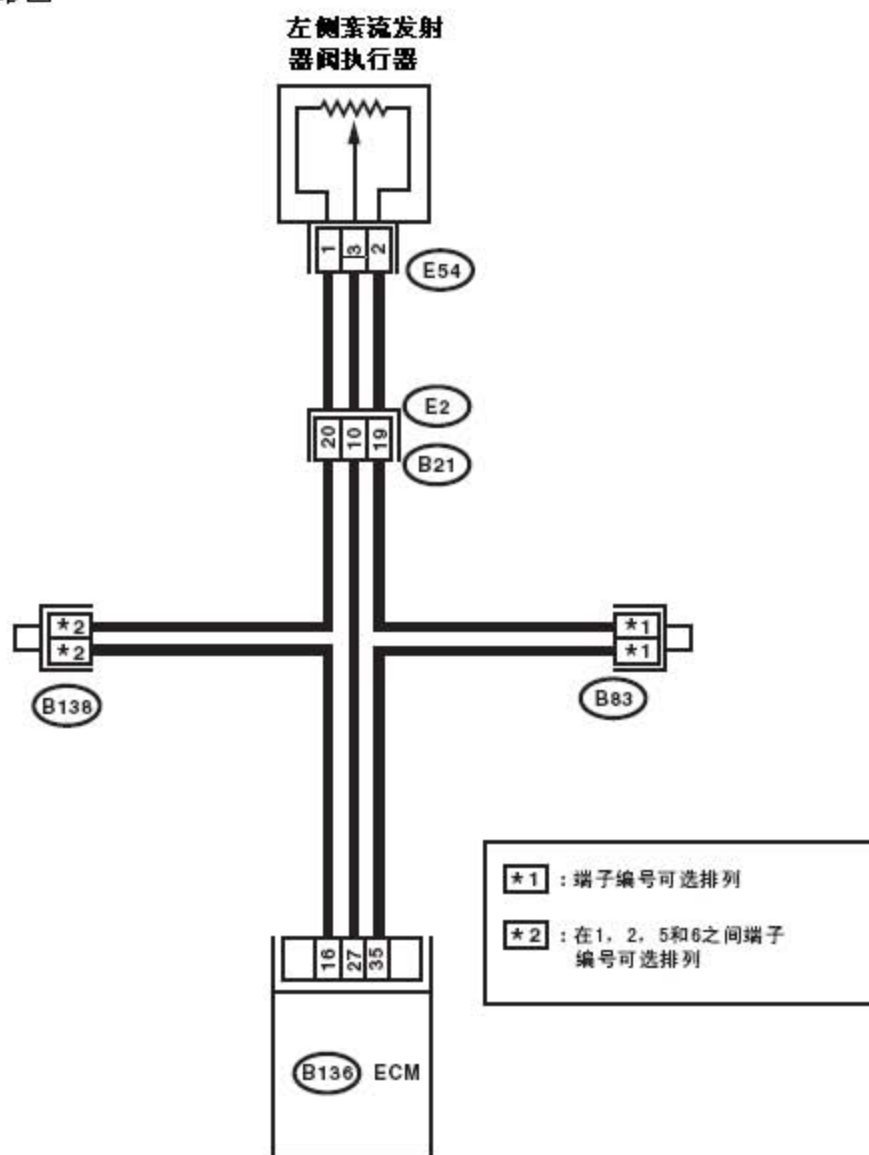 左侧紊流发射
器阀执行器
1 3 2
E54
E2
20 10 19
B21
*2
*2
*1
*1
B138
B83
*1 : 端子编号可选排列
*2 : 在1, 2, 5和6之间端子
编号可选排列
16 27 35
B136 ECM